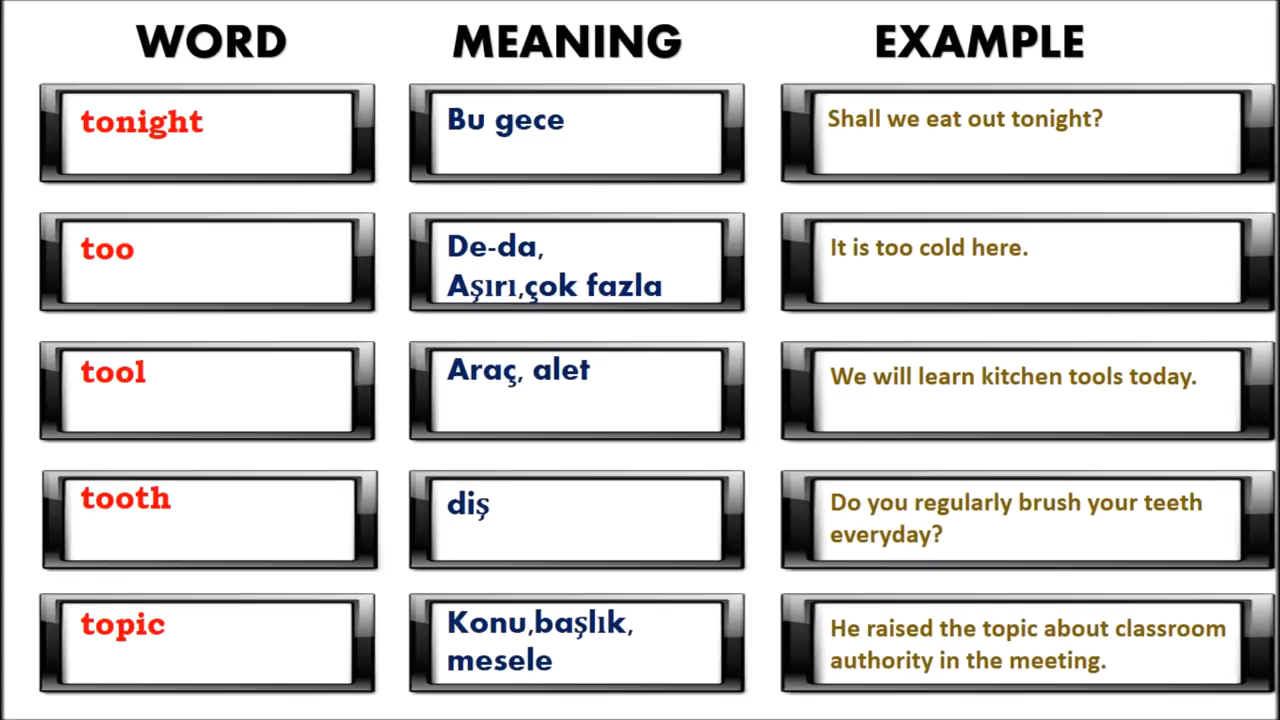 WORD MEANING EXAMPLE
tonight
Bu gece
Shall we eat out tonight?
too
De-da,
Aşırı,çok fazla
It is too cold here.
tool
Araç, alet
We will learn kitchen tools today.
tooth
diş
Do you regularly brush your teeth
everyday?
topic
Konu,başlık,
mesele
He raised the topic about classroom
authority in the meeting.